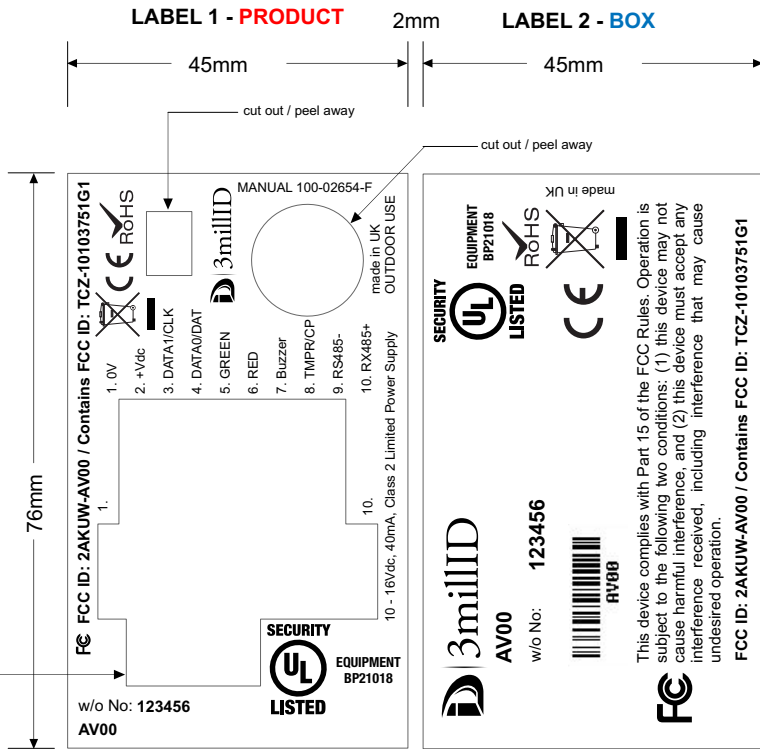 LABEL 1 - PRODUCT
2mm
LABEL 2 - BOX
45mm
45mm
cut out / peel away
cut out / peel away
76mm
FC FCC ID: 2AKUW-AV00 / Contains FCC ID: TCZ-10103751G1
CE RoHS
3millID
MANUAL 100-02654-F
made in UK
OUTDOOR USE
1. 0V
2. +Vdc
3. DATA1/CLK
4. DATA0/DAT
5. GREEN
6. RED
7. Buzzer
8. TMPR/CP
9. RS485-
10. RX485+
1.
10.
10 - 16Vdc, 40mA, Class 2 Limited Power Supply
SECURITY
UL
LISTED
EQUIPMENT
BP21018
w/o No: 123456
AV00
made in UK
SECURITY
UL
LISTED
EQUIPMENT
BP21018
RoHS
CE
3millID
AV00
w/o No: 123456
AV00
FC
This device complies with Part 15 of the FCC Rules. Operation is
subject to the following two conditions: (1) this device may not
cause harmful interference, and (2) this device must accept any
interference received, including interference that may cause
undesired operation.
FCC ID: 2AKUW-AV00 / Contains FCC ID: TCZ-10103751G1